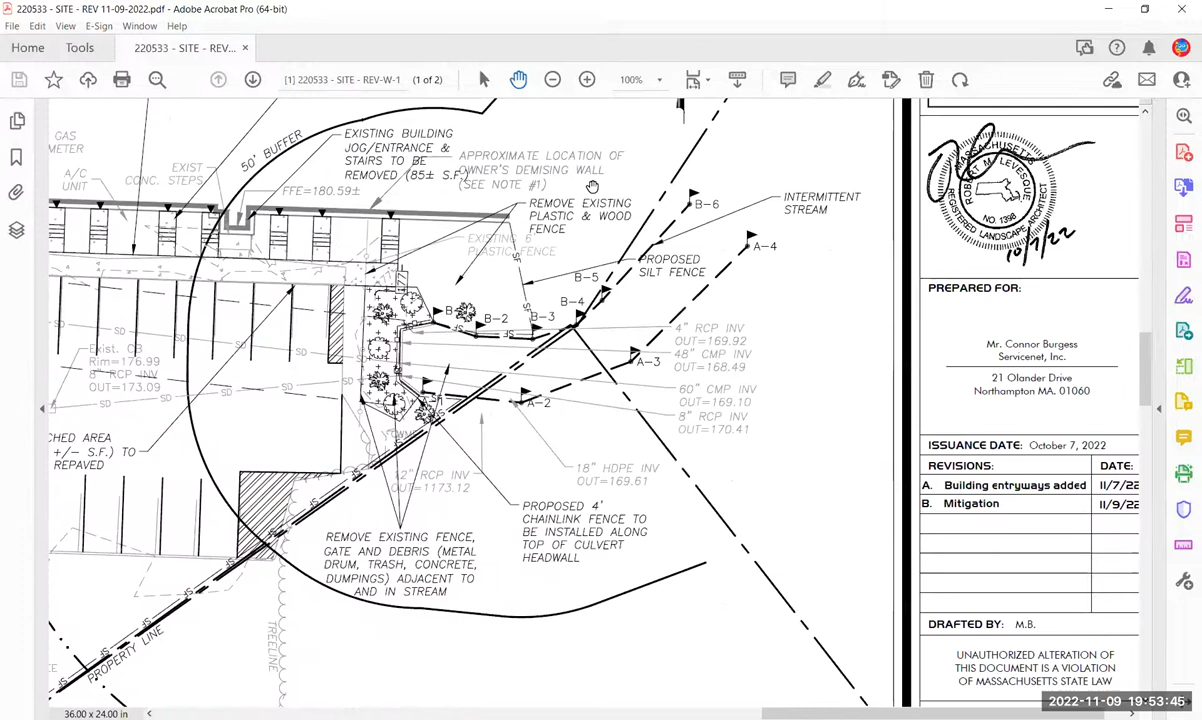 220533 - SITE - REV 11-09-2022.pdf - Adobe Acrobat Pro (64-bit)
File Edit View E-Sign Window Help
Home Tools 220533 - SITE - REV... ×
[1] 220533 - SITE - REV-W-1 (1 of 2) 100%
GAS
METER
A/C
UNIT
EXIST
CONC. STEPS
50' BUFFER
EXISTING BUILDING
JOG/ENTRANCE &
STAIRS TO BE
REMOVED (85± S.F.)
FFE=180.59±
APPROXIMATE LOCATION OF
OWNER'S DEMISING WALL
(SEE NOTE #1)
REMOVE EXISTING
PLASTIC & WOOD
FENCE
EXISTING 6'
PLASTIC FENCE
SF
PROPOSED
SILT FENCE
INTERMITTENT
STREAM
B-6
A-4
B-5
B-4
B-3
B-2
A-3
A-2
SF
SD SD SD
Exist. CB
Rim=176.99
8" RCP INV
OUT=173.09
4" RCP INV
OUT=169.92
48" CMP INV
OUT=168.49
60" CMP INV
OUT=169.10
8" RCP INV
OUT=170.41
18" HDPE INV
OUT=169.61
12" RCP INV
OUT=1173.12
CHED AREA
+/- S.F.) TO
REPAVED
PROPOSED 4'
CHAINLINK FENCE TO
BE INSTALLED ALONG
TOP OF CULVERT
HEADWALL
REMOVE EXISTING FENCE,
GATE AND DEBRIS (METAL
DRUM, TRASH, CONCRETE,
DUMPINGS) ADJACENT TO
AND IN STREAM
TREELINE
PROPERTY LINE
MASSACHUSETTS
ROBERT M. LEVESQUE
NO. 1398
REGISTERED LANDSCAPE ARCHITECT
10/7/22
PREPARED FOR:
Mr. Connor Burgess
Servicenet, Inc.
21 Olander Drive
Northampton MA. 01060
ISSUANCE DATE: October 7, 2022
REVISIONS: DATE:
A. Building entryways added 11/7/22
B. Mitigation 11/9/22
DRAFTED BY: M.B.
UNAUTHORIZED ALTERATION OF
THIS DOCUMENT IS A VIOLATION
OF MASSACHUSETTS STATE LAW
36.00 x 24.00 in
2022-11-09 19:53:45